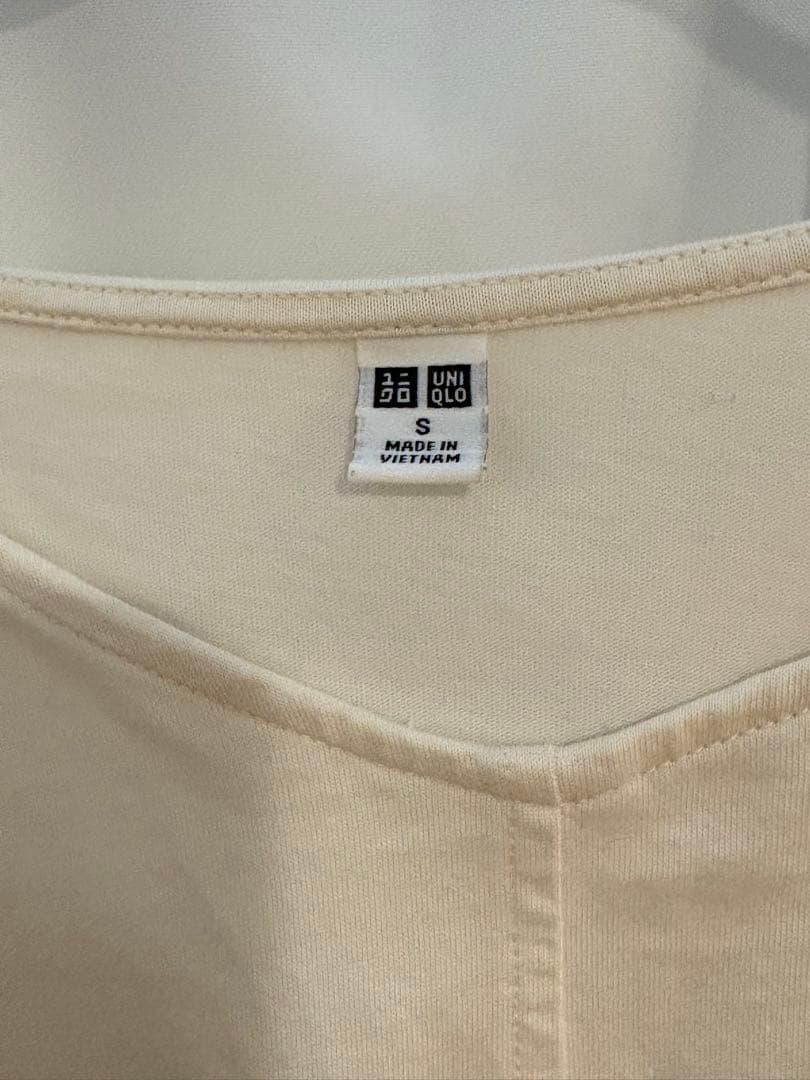 ユニ UNI
クロ QLO
S
MADE IN
VIETNAM